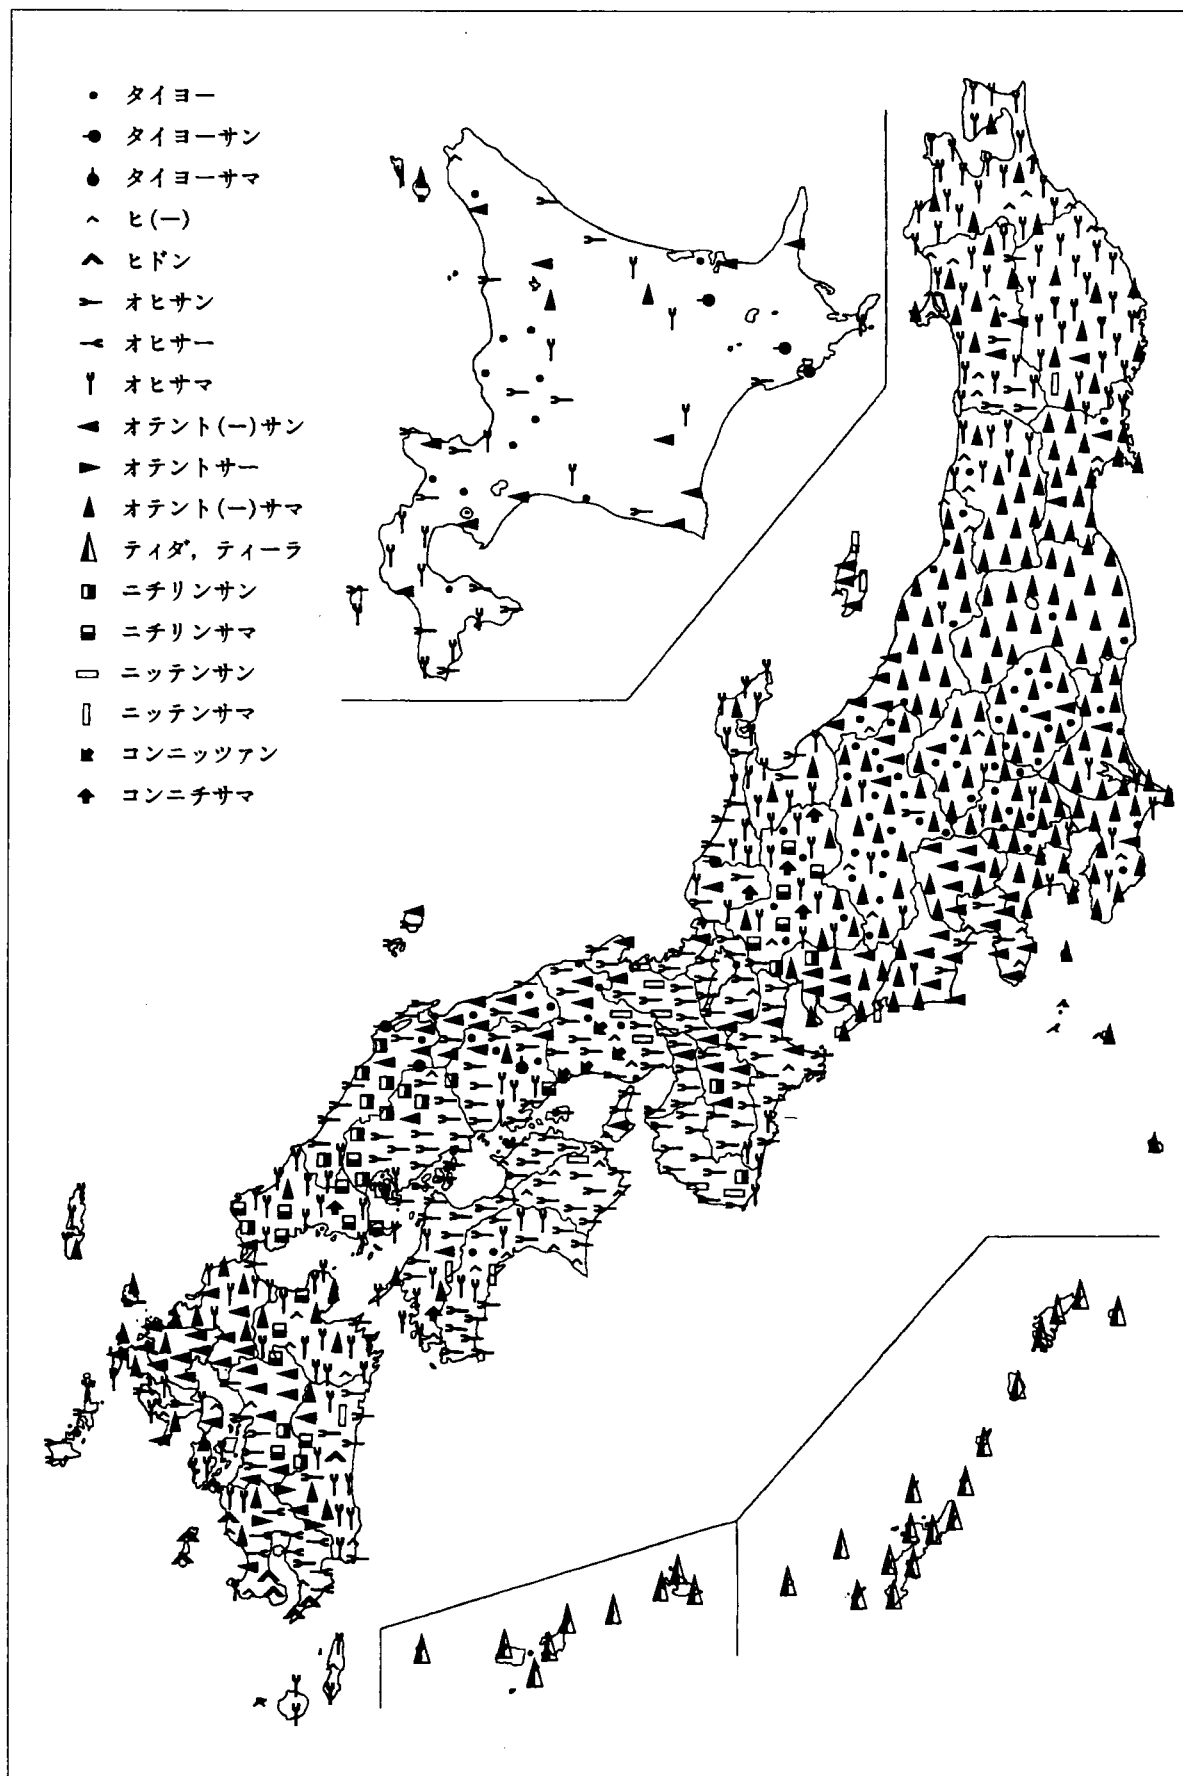 タイヨー
タイヨーサン
タイヨーサマ
ヒ(ー)
ヒドン
オヒサン
オヒサー
オヒサマ
オテント(ー)サン
オテントサー
オテント(ー)サマ
ティダ，ティーラ
ニチリンサン
ニチリンサマ
ニッテンサン
ニッテンサマ
コンニッツァン
コンニチサマ